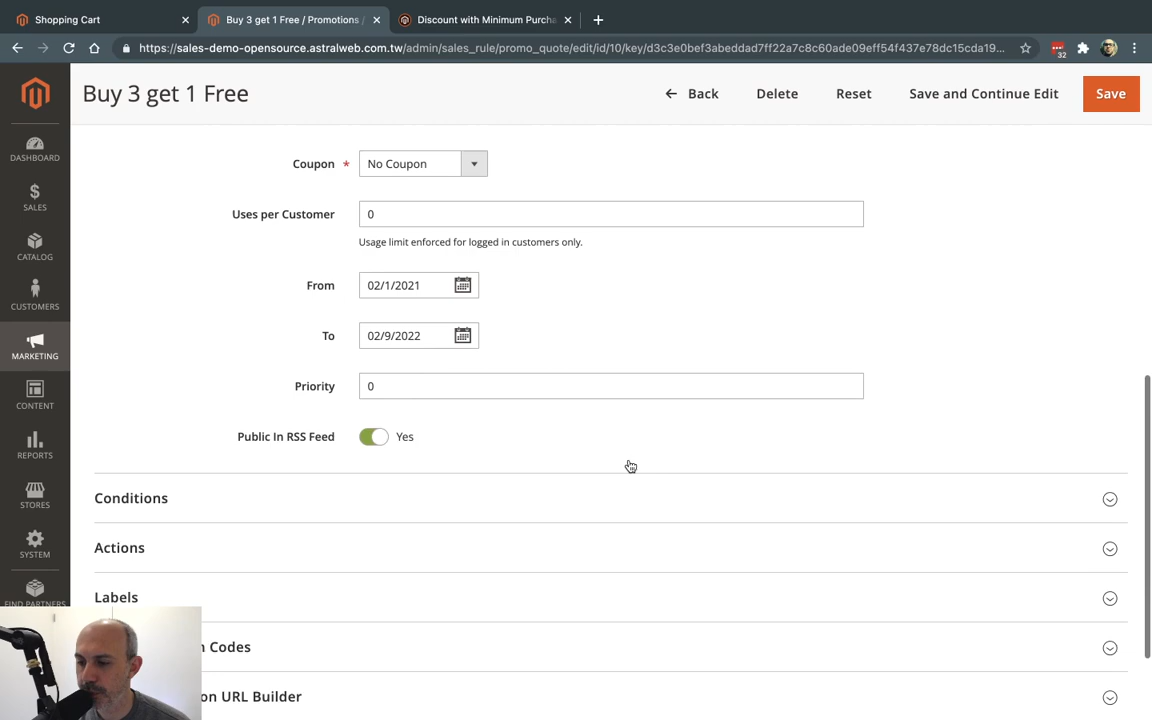 Shopping Cart
Buy 3 get 1 Free / Promotions /
Discount with Minimum Purcha
https://sales-demo-opensource.astralweb.com.tw/admin/sales_rule/promo_quote/edit/id/10/key/d3c3e0bef3abeddad7ff22a7c8c60ade09eff54f437e78dc15cda19...
32
Buy 3 get 1 Free
Back
Delete
Reset
Save and Continue Edit
Save
DASHBOARD
SALES
CATALOG
CUSTOMERS
MARKETING
CONTENT
REPORTS
STORES
SYSTEM
FIND PARTNERS
Coupon *
No Coupon
Uses per Customer
0
Usage limit enforced for logged in customers only.
From
02/1/2021
To
02/9/2022
Priority
0
Public In RSS Feed
Yes
Conditions
Actions
Labels
Codes
on URL Builder